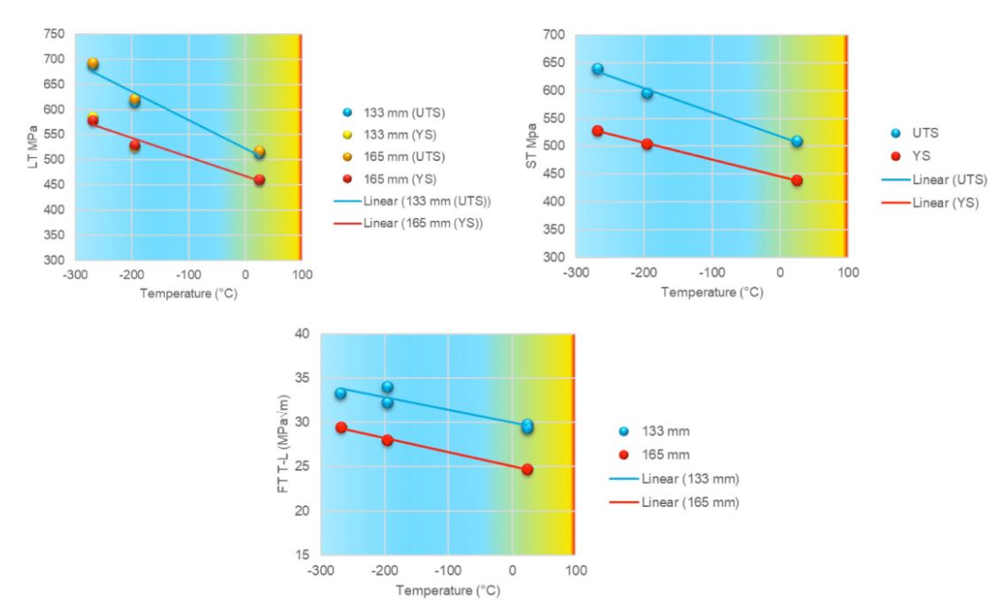 750
700
650
600
550
500
450
400
350
300
LT MPa
-300
-200
-100
0
100
Temperature (°C)
133 mm (UTS)
133 mm (YS)
165 mm (UTS)
165 mm (YS)
Linear (133 mm (UTS))
Linear (165 mm (YS))
700
650
600
550
500
450
400
350
300
ST Mpa
-300
-200
-100
0
100
Temperature (°C)
UTS
YS
Linear (UTS)
Linear (YS)
40
35
30
25
20
15
FT T-L (MPa√m)
-300
-200
-100
0
100
Temperature (°C)
133 mm
165 mm
Linear (133 mm)
Linear (165 mm)